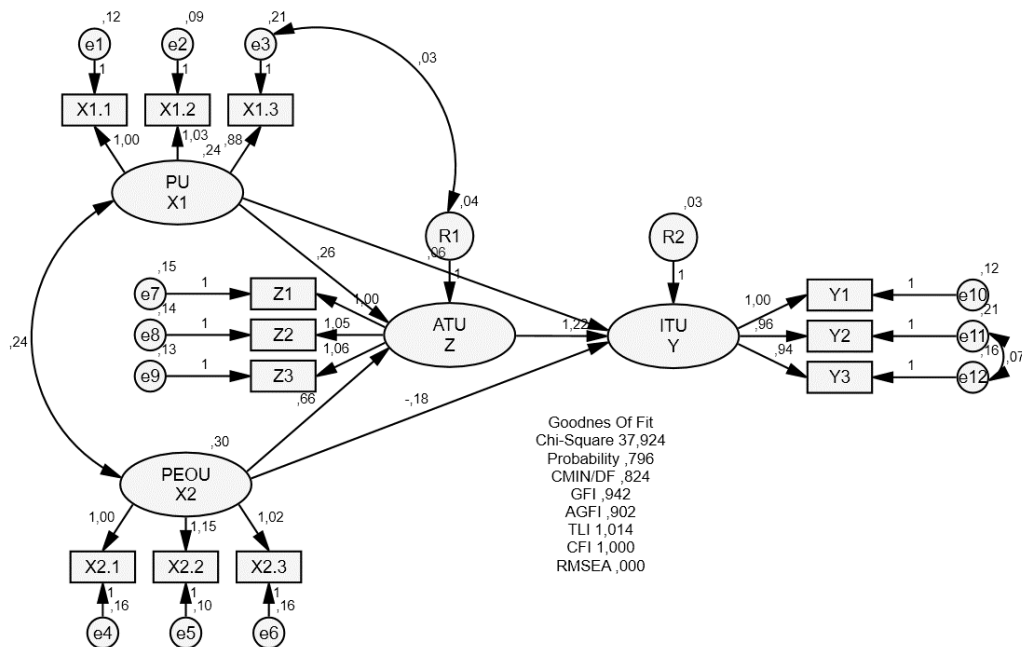 ,12 ,09 ,21
e1 e2 e3
1 1 1
,03
X1.1 X1.2 X1.3
1,00 1,03 ,88
,24
PU
X1
,04 ,03
R1 R2
,26 ,06 1 1
,15 ,12
e7 1 Z1 1,00 1,00 Y1 1 e10
,14 ,21
e8 1 Z2 1,05 ATU 1,22 ITU ,96 Y2 1 e11
Z Y
,13 ,16 ,07
e9 1 Z3 1,06 ,94 Y3 1 e12
,24
,66 -,18
Goodnes Of Fit
Chi-Square 37,924
Probability ,796
CMIN/DF ,824
GFI ,942
AGFI ,902
TLI 1,014
CFI 1,000
RMSEA ,000
,30
PEOU
X2
1,00 1,15 1,02
X2.1 X2.2 X2.3
1 1 1
,16 ,10 ,16
e4 e5 e6